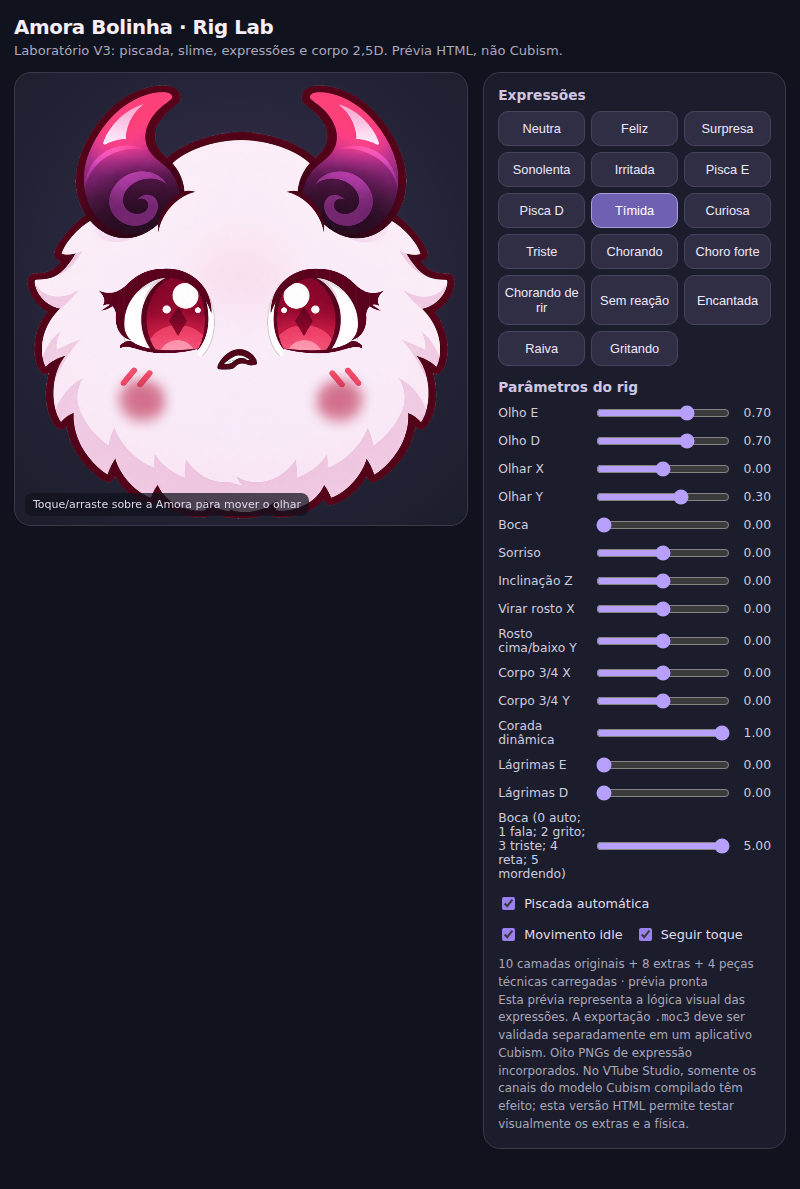 Amora Bolinha · Rig Lab
Laboratório V3: piscada, slime, expressões e corpo 2,5D. Prévia HTML, não Cubism.
Toque/arraste sobre a Amora para mover o olhar
Expressões
Neutra
Feliz
Surpresa
Sonolenta
Irritada
Pisca E
Pisca D
Tímida
Curiosa
Triste
Chorando
Choro forte
Chorando de
rir
Sem reação
Encantada
Raiva
Gritando
Parâmetros do rig
Olho E 0.70
Olho D 0.70
Olhar X 0.00
Olhar Y 0.30
Boca 0.00
Sorriso 0.00
Inclinação Z 0.00
Virar rosto X 0.00
Rosto
cima/baixo Y 0.00
Corpo 3/4 X 0.00
Corpo 3/4 Y 0.00
Corada
dinâmica 1.00
Lágrimas E 0.00
Lágrimas D 0.00
Boca (0 auto;
1 fala; 2 grito;
3 triste; 4
reta; 5
mordendo) 5.00
Piscada automática
Movimento idle Seguir toque
10 camadas originais + 8 extras + 4 peças
técnicas carregadas · prévia pronta
Esta prévia representa a lógica visual das
expressões. A exportação .moc3 deve ser
validada separadamente em um aplicativo
Cubism. Oito PNGs de expressão
incorporados. No VTube Studio, somente os
canais do modelo Cubism compilado têm
efeito; esta versão HTML permite testar
visualmente os extras e a física.